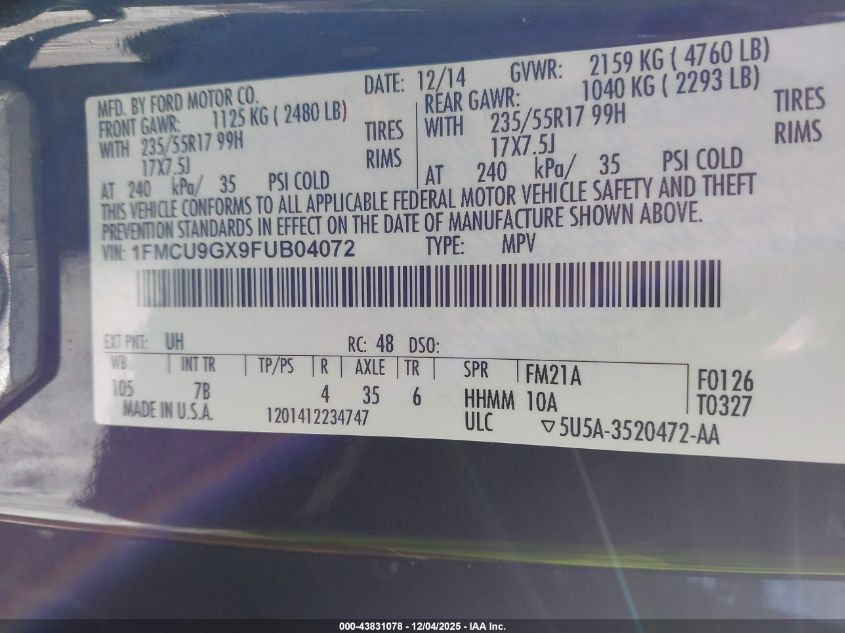 MFD. BY FORD MOTOR CO.
DATE: 12/14 GVWR: 2159 KG ( 4760 LB)
FRONT GAWR: 1125 KG ( 2480 LB)
REAR GAWR: 1040 KG ( 2293 LB)
WITH 235/55R17 99H TIRES
WITH 235/55R17 99H TIRES
17X7.5J RIMS
17X7.5J RIMS
AT 240 kPa/ 35 PSI COLD
AT 240 kPa/ 35 PSI COLD
THIS VEHICLE CONFORMS TO ALL APPLICABLE FEDERAL MOTOR VEHICLE SAFETY AND THEFT
PREVENTION STANDARDS IN EFFECT ON THE DATE OF MANUFACTURE SHOWN ABOVE.
VIN: 1FMCU9GX9FUB04072 TYPE: MPV
EXT PNT: UH RC: 48 DSO:
WB INT TR TP/PS R AXLE TR SPR FM21A F0126
105 7B 4 35 6 HHMM 10A T0327
MADE IN U.S.A. 1201412234747 ULC ▽5U5A-3520472-AA
000-43831078 - 12/04/2025 - IAA Inc.